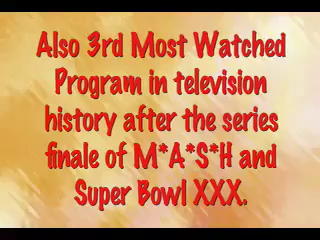 Also 3rd Most Watched
Program in television
history after the series
finale of M*A*S*H and
Super Bowl XXX.